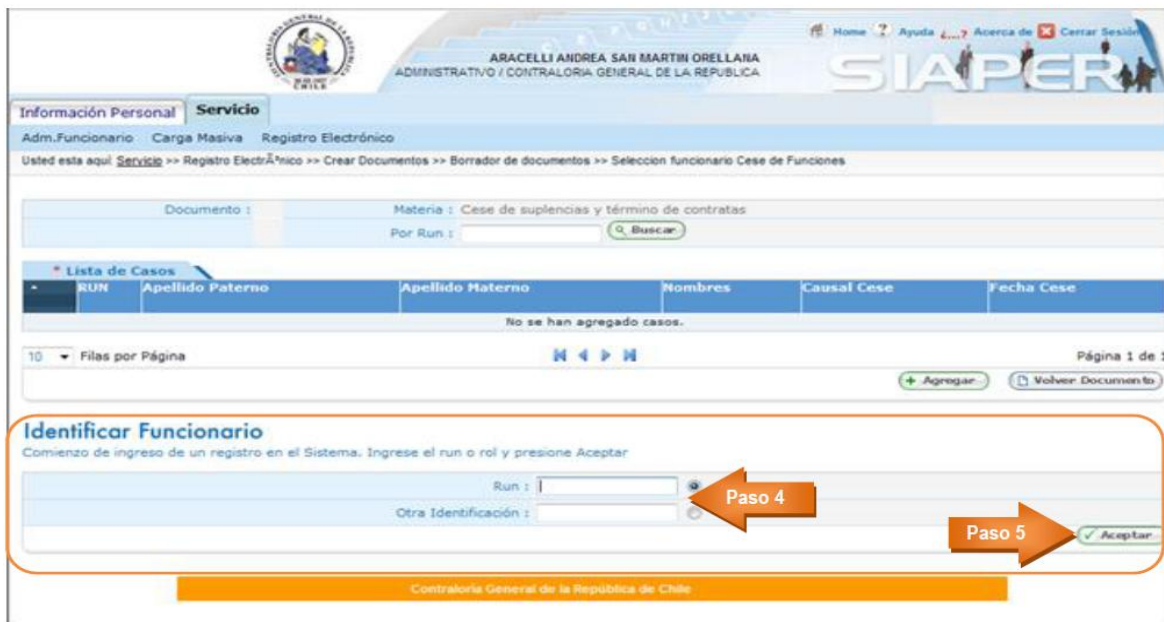 CONTRALORIA GENERAL DE LA REPUBLICA
CHILE
Home ? Ayuda ¿...? Acerca de Cerrar Sesión
ARACELLI ANDREA SAN MARTIN ORELLANA
ADMINISTRATIVO / CONTRALORIA GENERAL DE LA REPUBLICA
SIAPER
Información Personal Servicio
Adm.Funcionario Carga Masiva Registro Electrónico
Usted esta aquí: Servicio >> Registro ElectrÃ³nico >> Crear Documentos >> Borrador de documentos >> Seleccion funcionario Cese de Funciones
Documento : Materia : Cese de suplencias y término de contratas
Por Run : Buscar
* Lista de Casos
RUN Apellido Paterno Apellido Materno Nombres Causal Cese Fecha Cese
No se han agregado casos.
10 Filas por Página Página 1 de 1
+ Agregar Volver Documento
Identificar Funcionario
Comienzo de ingreso de un registro en el Sistema. Ingrese el run o rol y presione Aceptar
Run :
Paso 4
Otra Identificación :
Paso 5 Aceptar
Contraloría General de la República de Chile